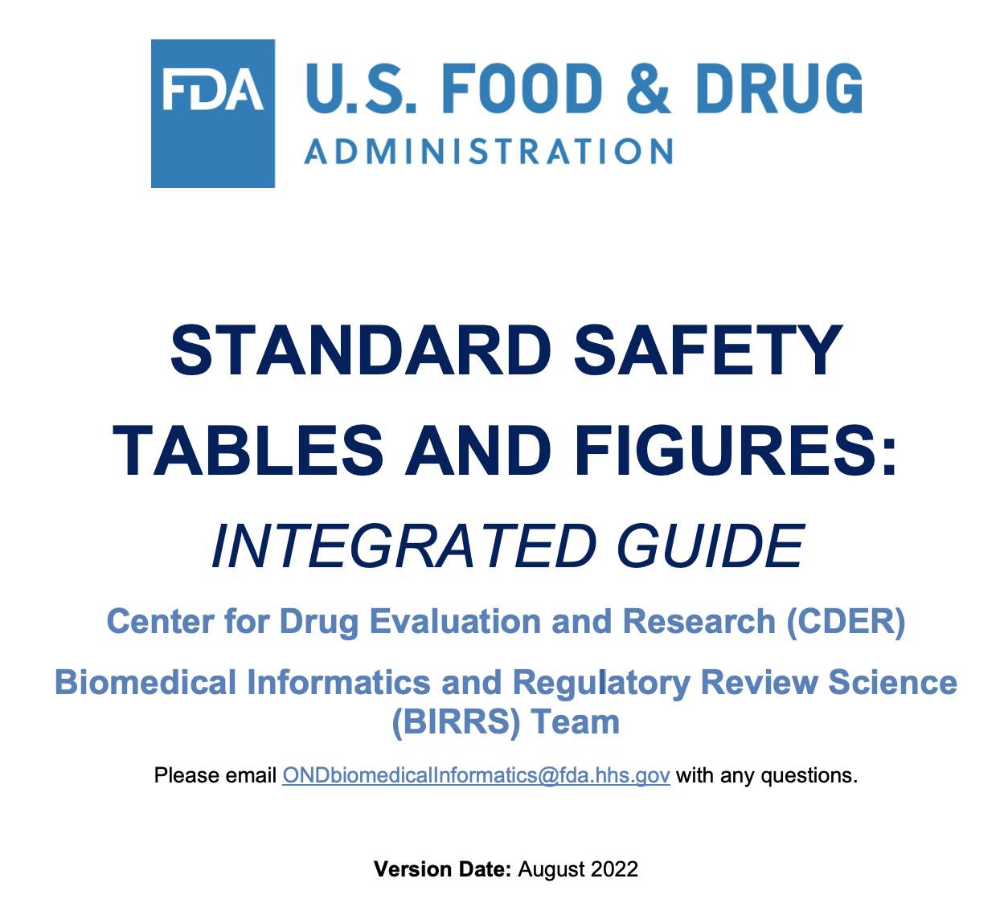 FDA
U.S. FOOD & DRUG
ADMINISTRATION
STANDARD SAFETY
TABLES AND FIGURES:
INTEGRATED GUIDE
Center for Drug Evaluation and Research (CDER)
Biomedical Informatics and Regulatory Review Science
(BIRRS) Team
Please email ONDbiomedicalInformatics@fda.hhs.gov with any questions.
Version Date: August 2022